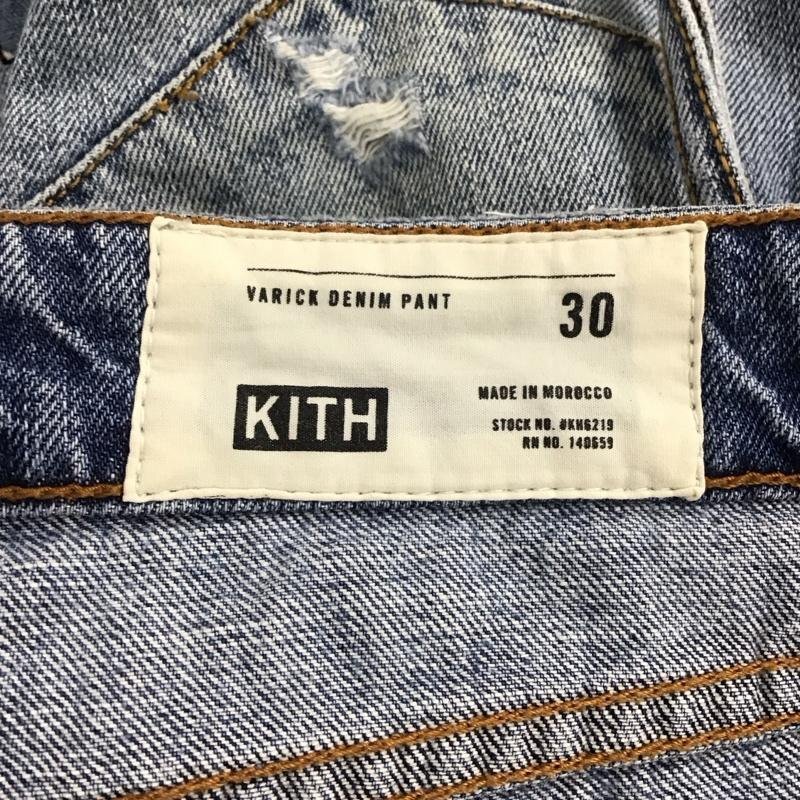 VARICK DENIM PANT
30
KITH
MADE IN MOROCCO
STOCK NO. #KH6219
RN NO. 140659